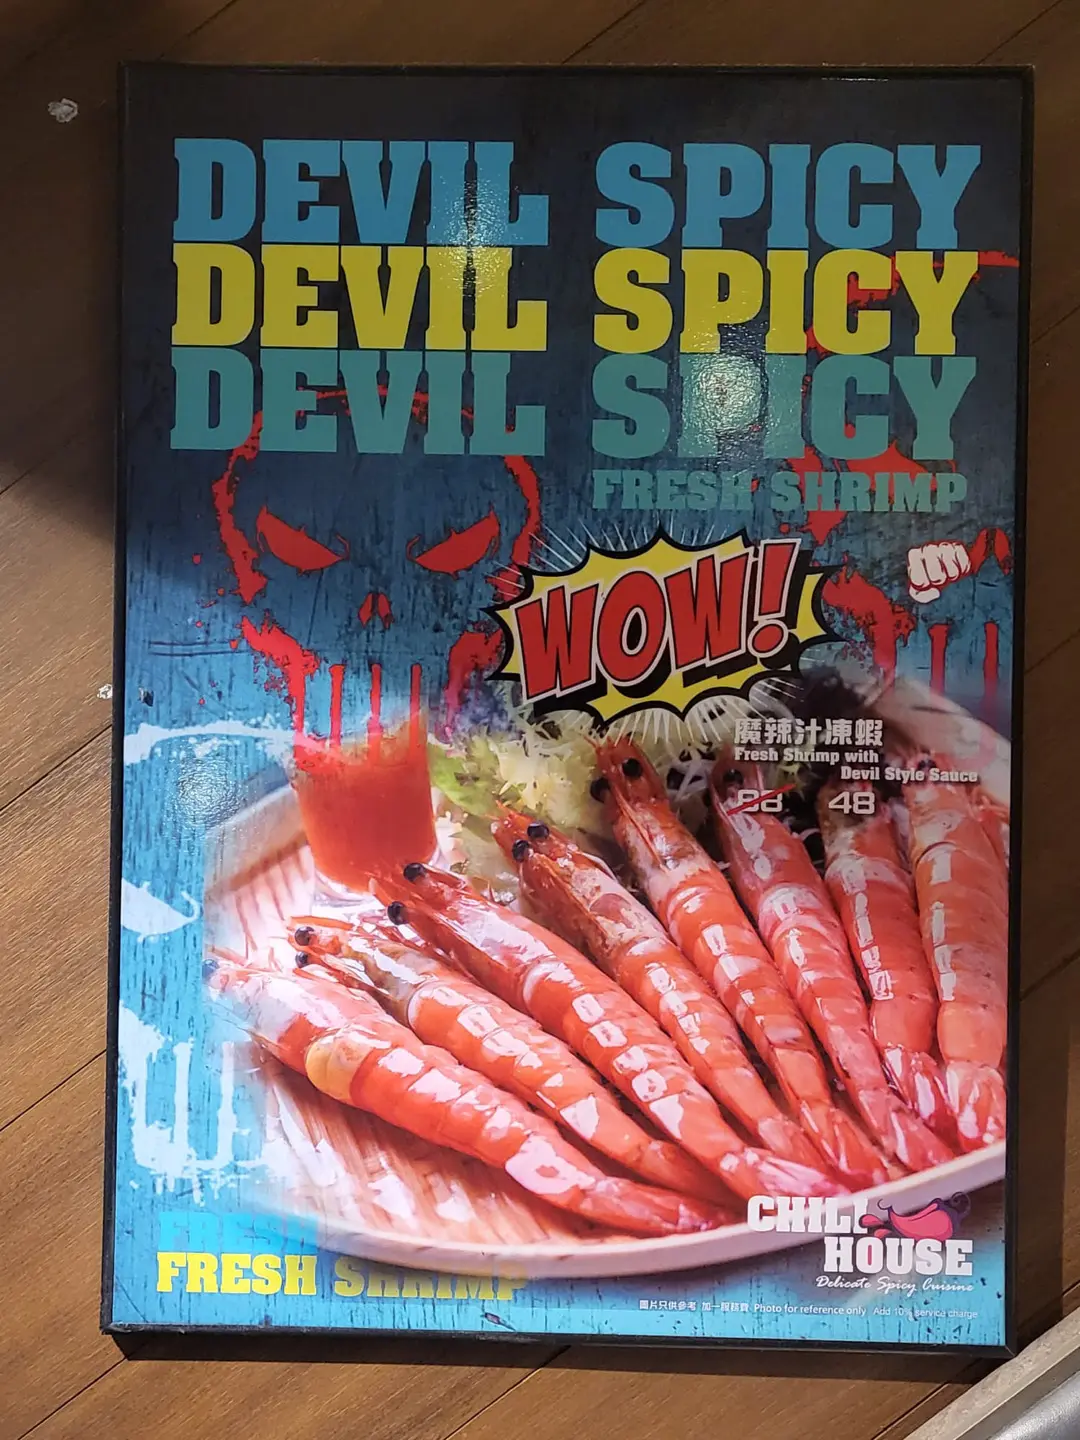 DEVIL SPICY
DEVIL SPICY
DEVIL SPICY
FRESH SHRIMP
WOW!
魔辣汁凍蝦
Fresh Shrimp with
Devil Style Sauce
88 48
CHILI
HOUSE
Delicate Spicy Cuisine
FRESH
FRESH SHRIMP
圖片只供參考 加一服務費 Photo for reference only Add 10% service charge